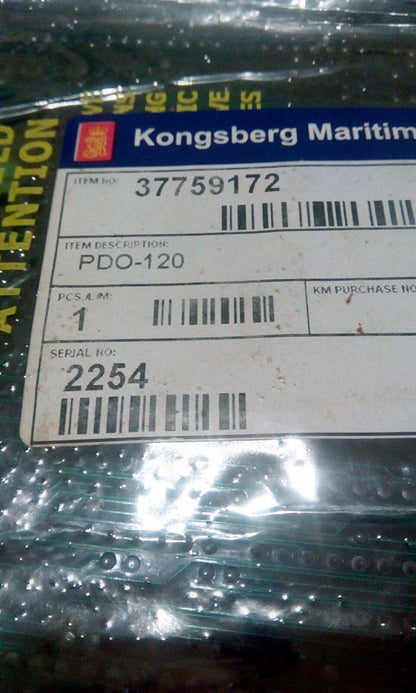 ATTENTION
Kongsberg Maritim
ITEM NO:
37759172
ITEM DESCRIPTION:
PDO-120
PCS./L/M:
1
KM PURCHASE NO
SERIAL NO:
2254